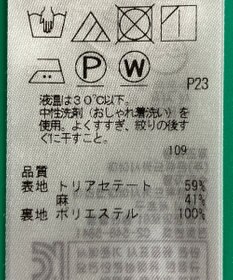 P W
P23
液温は30℃以下。
中性洗剤(おしゃれ着洗い)を
使用。よくすすぎ、絞りの後す
ぐに干すこと。
109
品質
表地 トリアセテート 59%
麻 41%
裏地 ポリエステル 100%